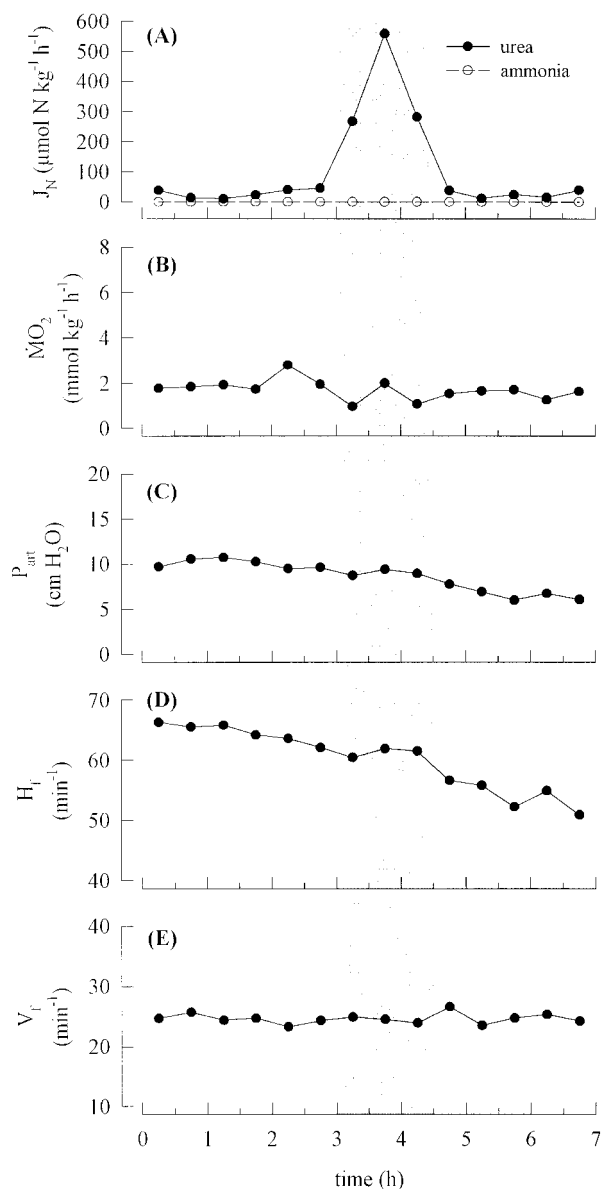 (A)
urea
ammonia
J_N (μmol N kg⁻¹ h⁻¹)
600
500
400
300
200
100
0
(B)
ṀO₂
(mmol kg⁻¹ h⁻¹)
8
6
4
2
0
(C)
P_art
(cm H₂O)
20
15
10
5
0
(D)
H_f
(min⁻¹)
70
60
50
40
(E)
V_f
(min⁻¹)
40
30
20
10
0 1 2 3 4 5 6 7
time (h)